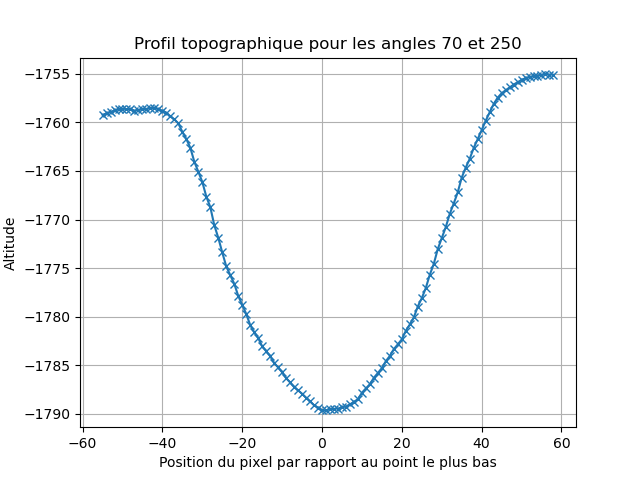 Profil topographique pour les angles 70 et 250
−1755
−1760
−1765
−1770
−1775
−1780
−1785
−1790
Altitude
−60 −40 −20 0 20 40 60
Position du pixel par rapport au point le plus bas